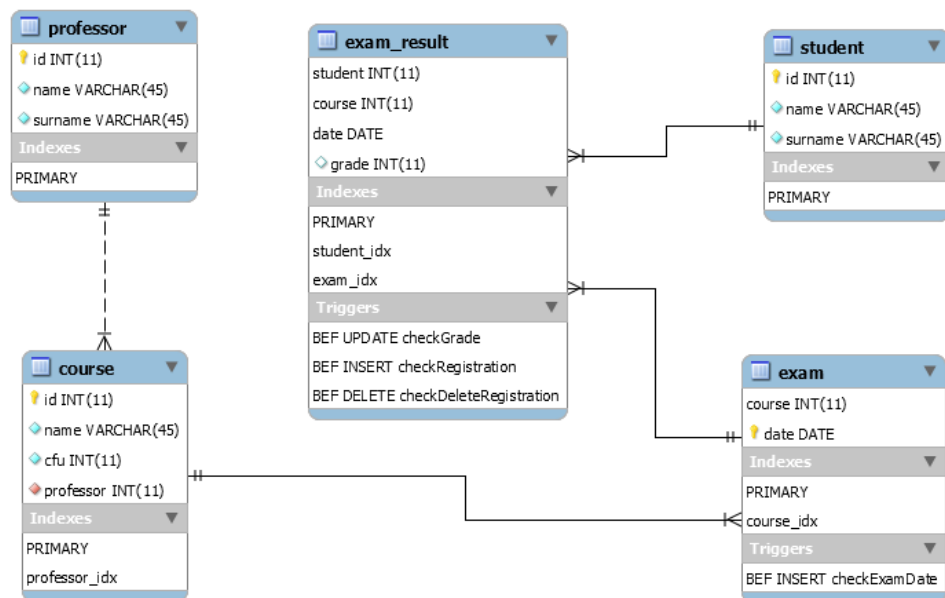 professor
id INT(11)
name VARCHAR(45)
surname VARCHAR(45)
Indexes
PRIMARY
exam_result
student INT(11)
course INT(11)
date DATE
grade INT(11)
Indexes
PRIMARY
student_idx
exam_idx
Triggers
BEF UPDATE checkGrade
BEF INSERT checkRegistration
BEF DELETE checkDeleteRegistration
student
id INT(11)
name VARCHAR(45)
surname VARCHAR(45)
Indexes
PRIMARY
course
id INT(11)
name VARCHAR(45)
cfu INT(11)
professor INT(11)
Indexes
PRIMARY
professor_idx
exam
course INT(11)
date DATE
Indexes
PRIMARY
course_idx
Triggers
BEF INSERT checkExamDate